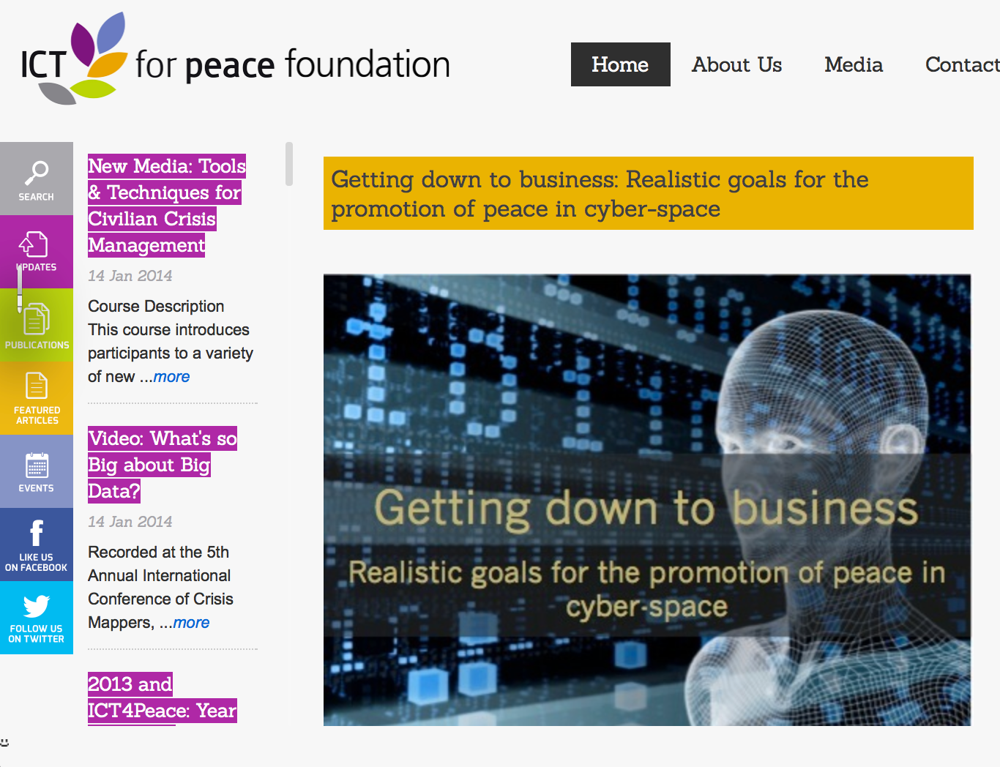 ICT for peace foundation
Home
About Us
Media
Contact
SEARCH
UPDATES
PUBLICATIONS
FEATURED
ARTICLES
EVENTS
LIKE US
ON FACEBOOK
FOLLOW US
ON TWITTER
New Media: Tools
& Techniques for
Civilian Crisis
Management
14 Jan 2014
Course Description
This course introduces
participants to a variety
of new ...more
Video: What's so
Big about Big
Data?
14 Jan 2014
Recorded at the 5th
Annual International
Conference of Crisis
Mappers, ...more
2013 and
ICT4Peace: Year
Getting down to business: Realistic goals for the
promotion of peace in cyber-space
Getting down to business
Realistic goals for the promotion of peace in
cyber-space